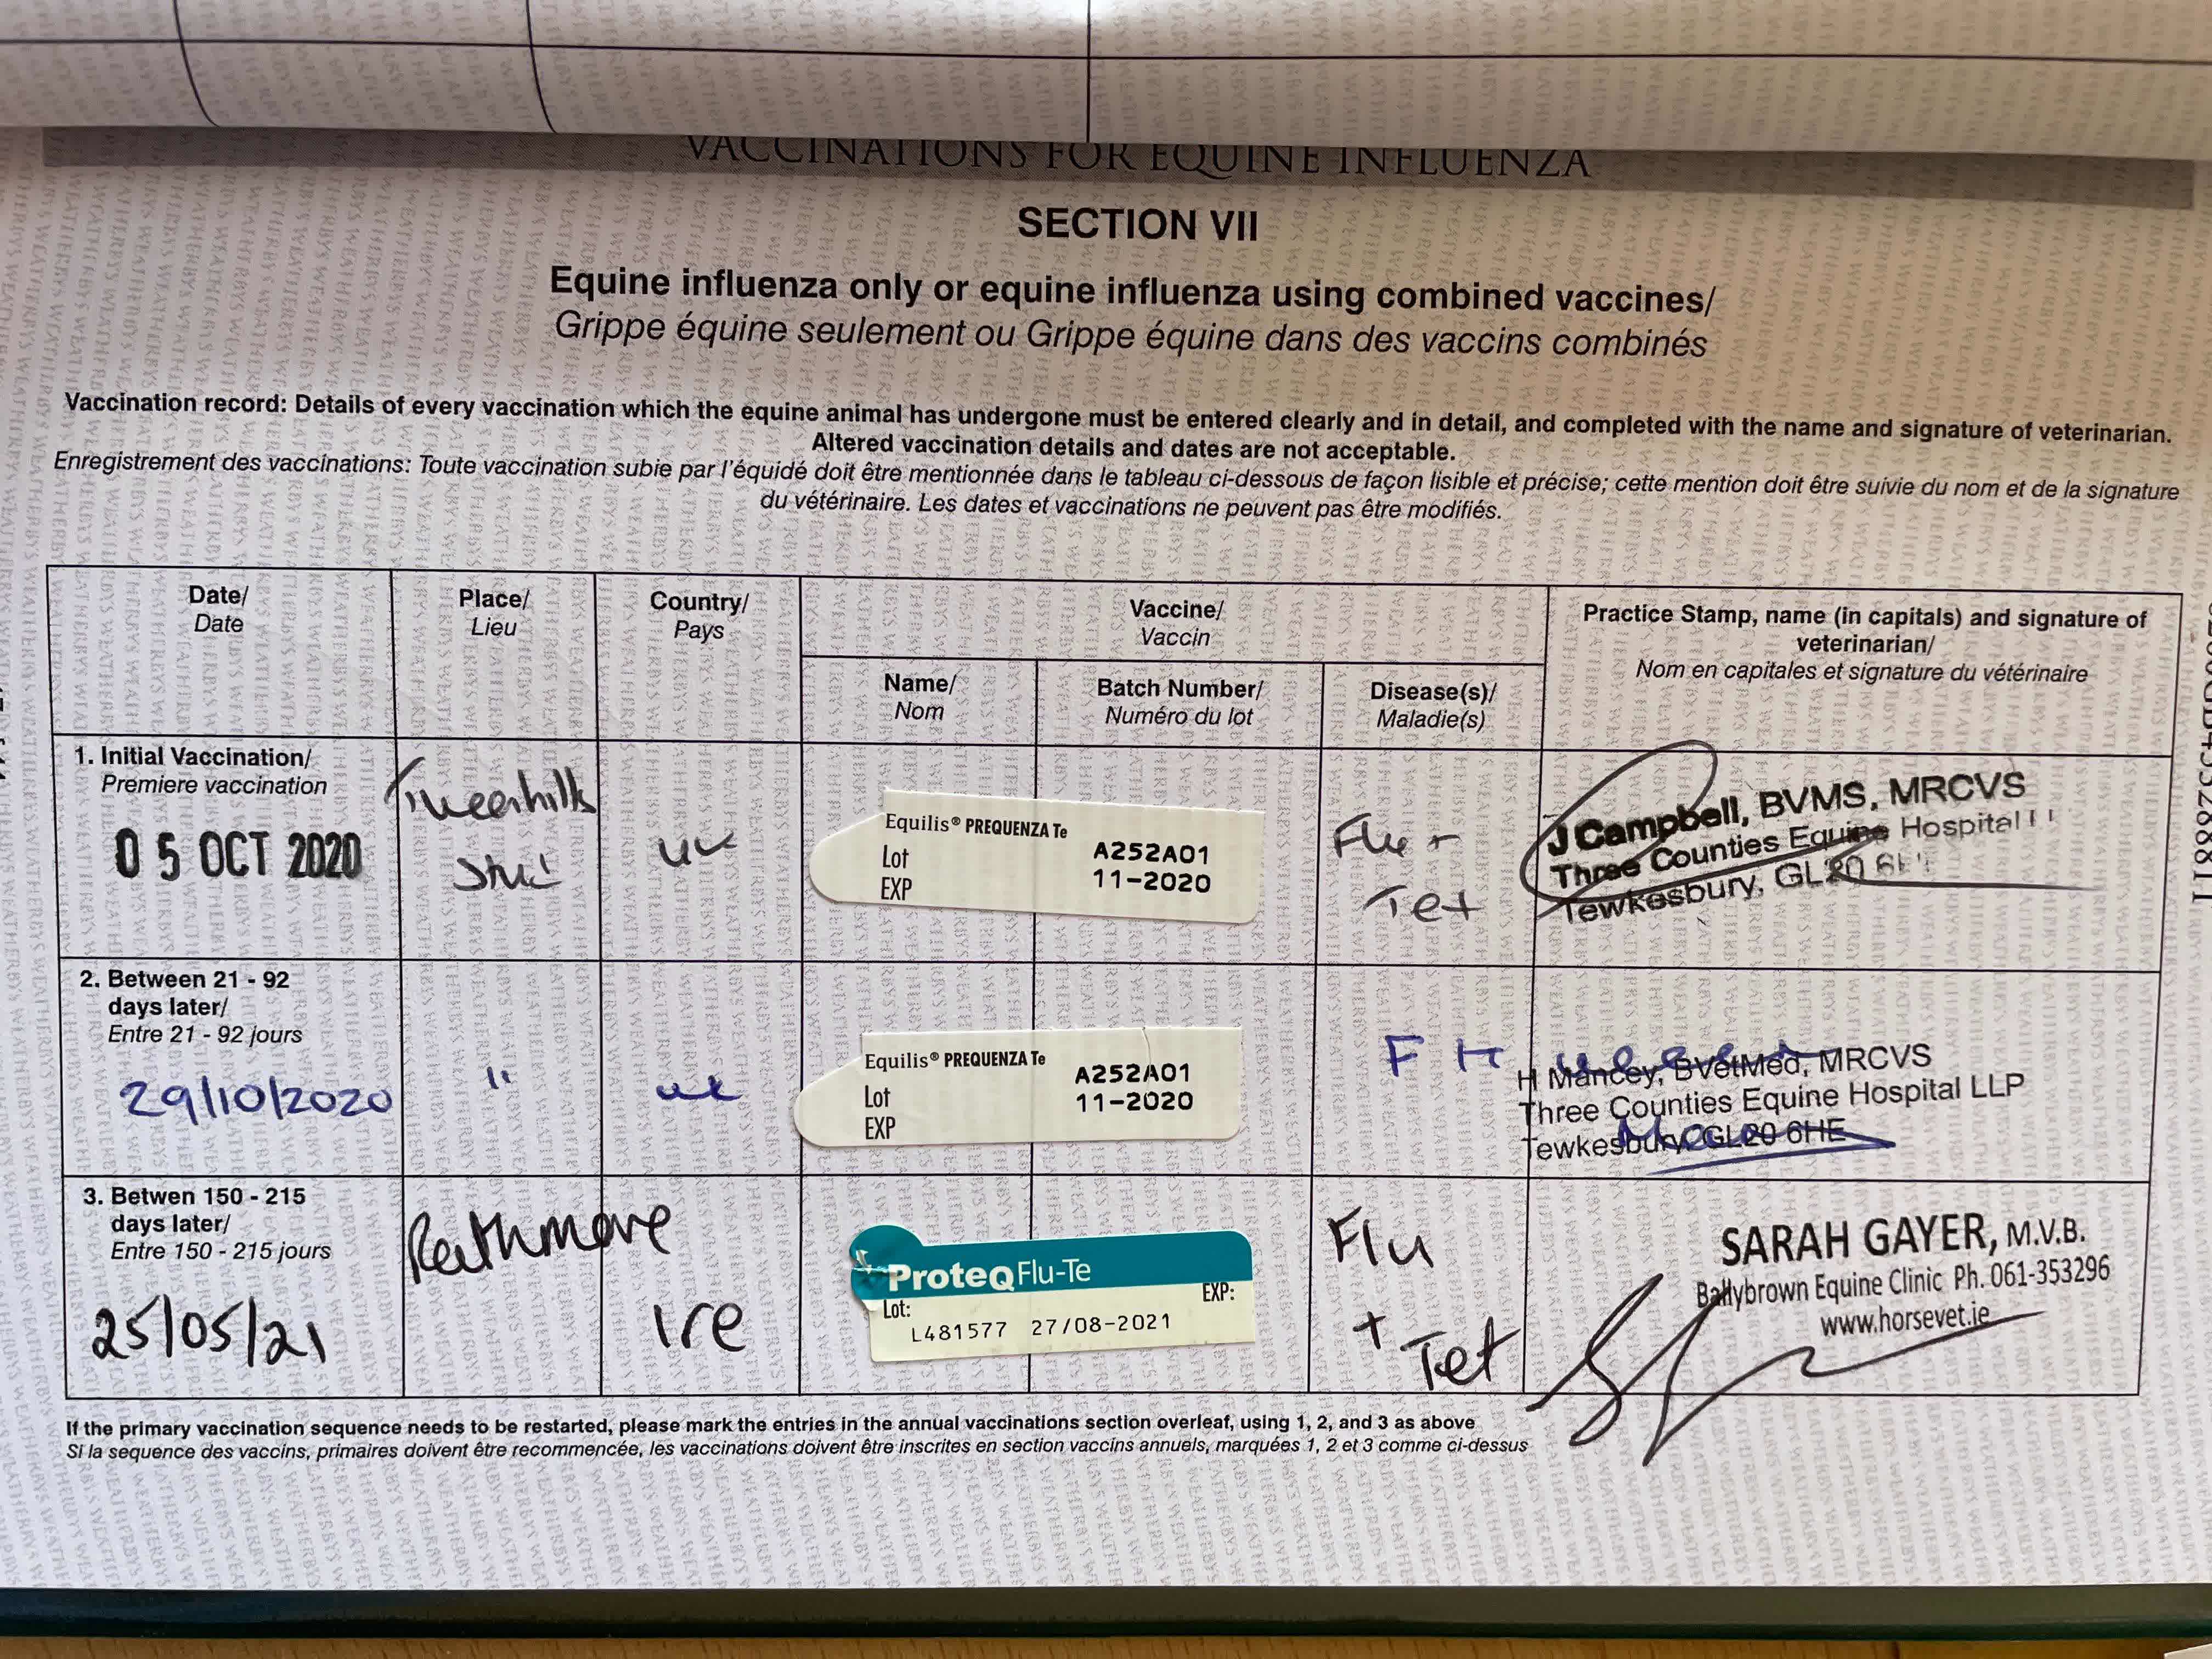 VACCINATIONS FOR EQUINE INFLUENZA
SECTION VII
Equine influenza only or equine influenza using combined vaccines/
Grippe équine seulement ou Grippe équine dans des vaccins combinés
Vaccination record: Details of every vaccination which the equine animal has undergone must be entered clearly and in detail, and completed with the name and signature of veterinarian.
Altered vaccination details and dates are not acceptable.
Enregistrement des vaccinations: Toute vaccination subie par l'équidé doit être mentionnée dans le tableau ci-dessous de façon lisible et précise; cette mention doit être suivie du nom et de la signature
du vétérinaire. Les dates et vaccinations ne peuvent pas être modifiés.
Date/
Date
Place/
Lieu
Country/
Pays
Vaccine/
Vaccin
Name/
Nom
Batch Number/
Numéro du lot
Disease(s)/
Maladie(s)
Practice Stamp, name (in capitals) and signature of
veterinarian/
Nom en capitales et signature du vétérinaire
1. Initial Vaccination/
Premiere vaccination
05 OCT 2020
Tweenhills
Stud
UK
Equilis® PREQUENZA Te
Lot A252A01
EXP 11-2020
Flu +
Tet
J Campbell, BVMS, MRCVS
Three Counties Equine Hospital
Tewkesbury, GL20
2. Between 21 - 92
days later/
Entre 21 - 92 jours
29/10/2020
"
UK
Equilis® PREQUENZA Te
Lot A252A01
EXP 11-2020
F H
H Mancey, BVetMed, MRCVS
Three Counties Equine Hospital LLP
Tewkesbury, GL20 6HE
3. Betwen 150 - 215
days later/
Entre 150 - 215 jours
25/05/21
Rathmore
Ire
ProteqFlu-Te
Lot: EXP:
L481577 27/08-2021
Flu
+
Tet
SARAH GAYER, M.V.B.
Ballybrown Equine Clinic Ph. 061-353296
www.horsevet.ie
If the primary vaccination sequence needs to be restarted, please mark the entries in the annual vaccinations section overleaf, using 1, 2, and 3 as above
Si la sequence des vaccins, primaires doivent être recommencée, les vaccinations doivent être inscrites en section vaccins annuels, marquées 1, 2 et 3 comme ci-dessus